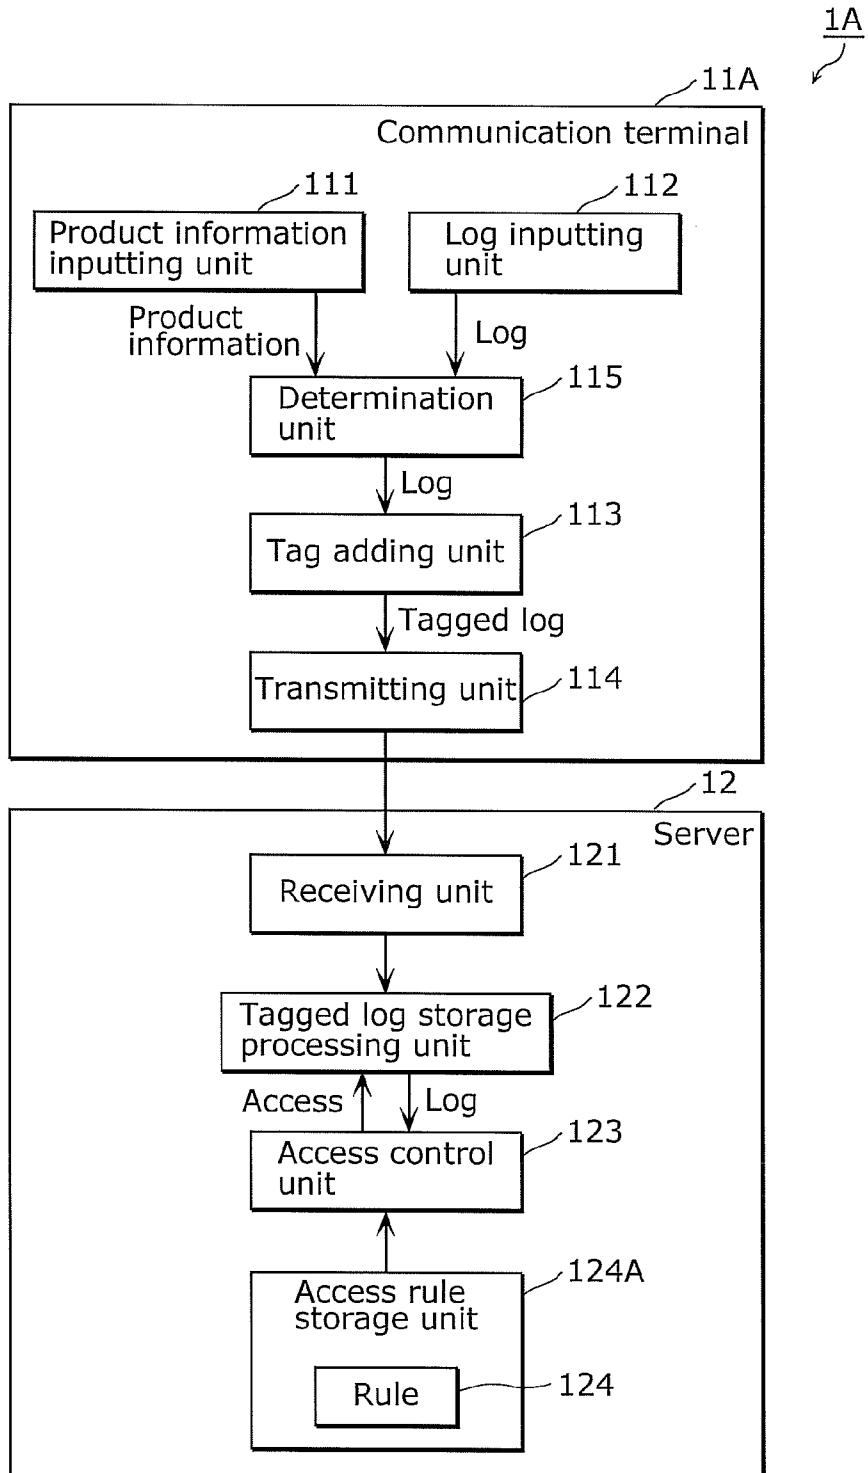 1A
11A
Communication terminal
111
112
Product information
inputting unit
Log inputting
unit
Product
information
Log
115
Determination
unit
Log
113
Tag adding unit
Tagged log
114
Transmitting unit
12
Server
121
Receiving unit
122
Tagged log storage
processing unit
Access
Log
123
Access control
unit
124A
Access rule
storage unit
Rule
124